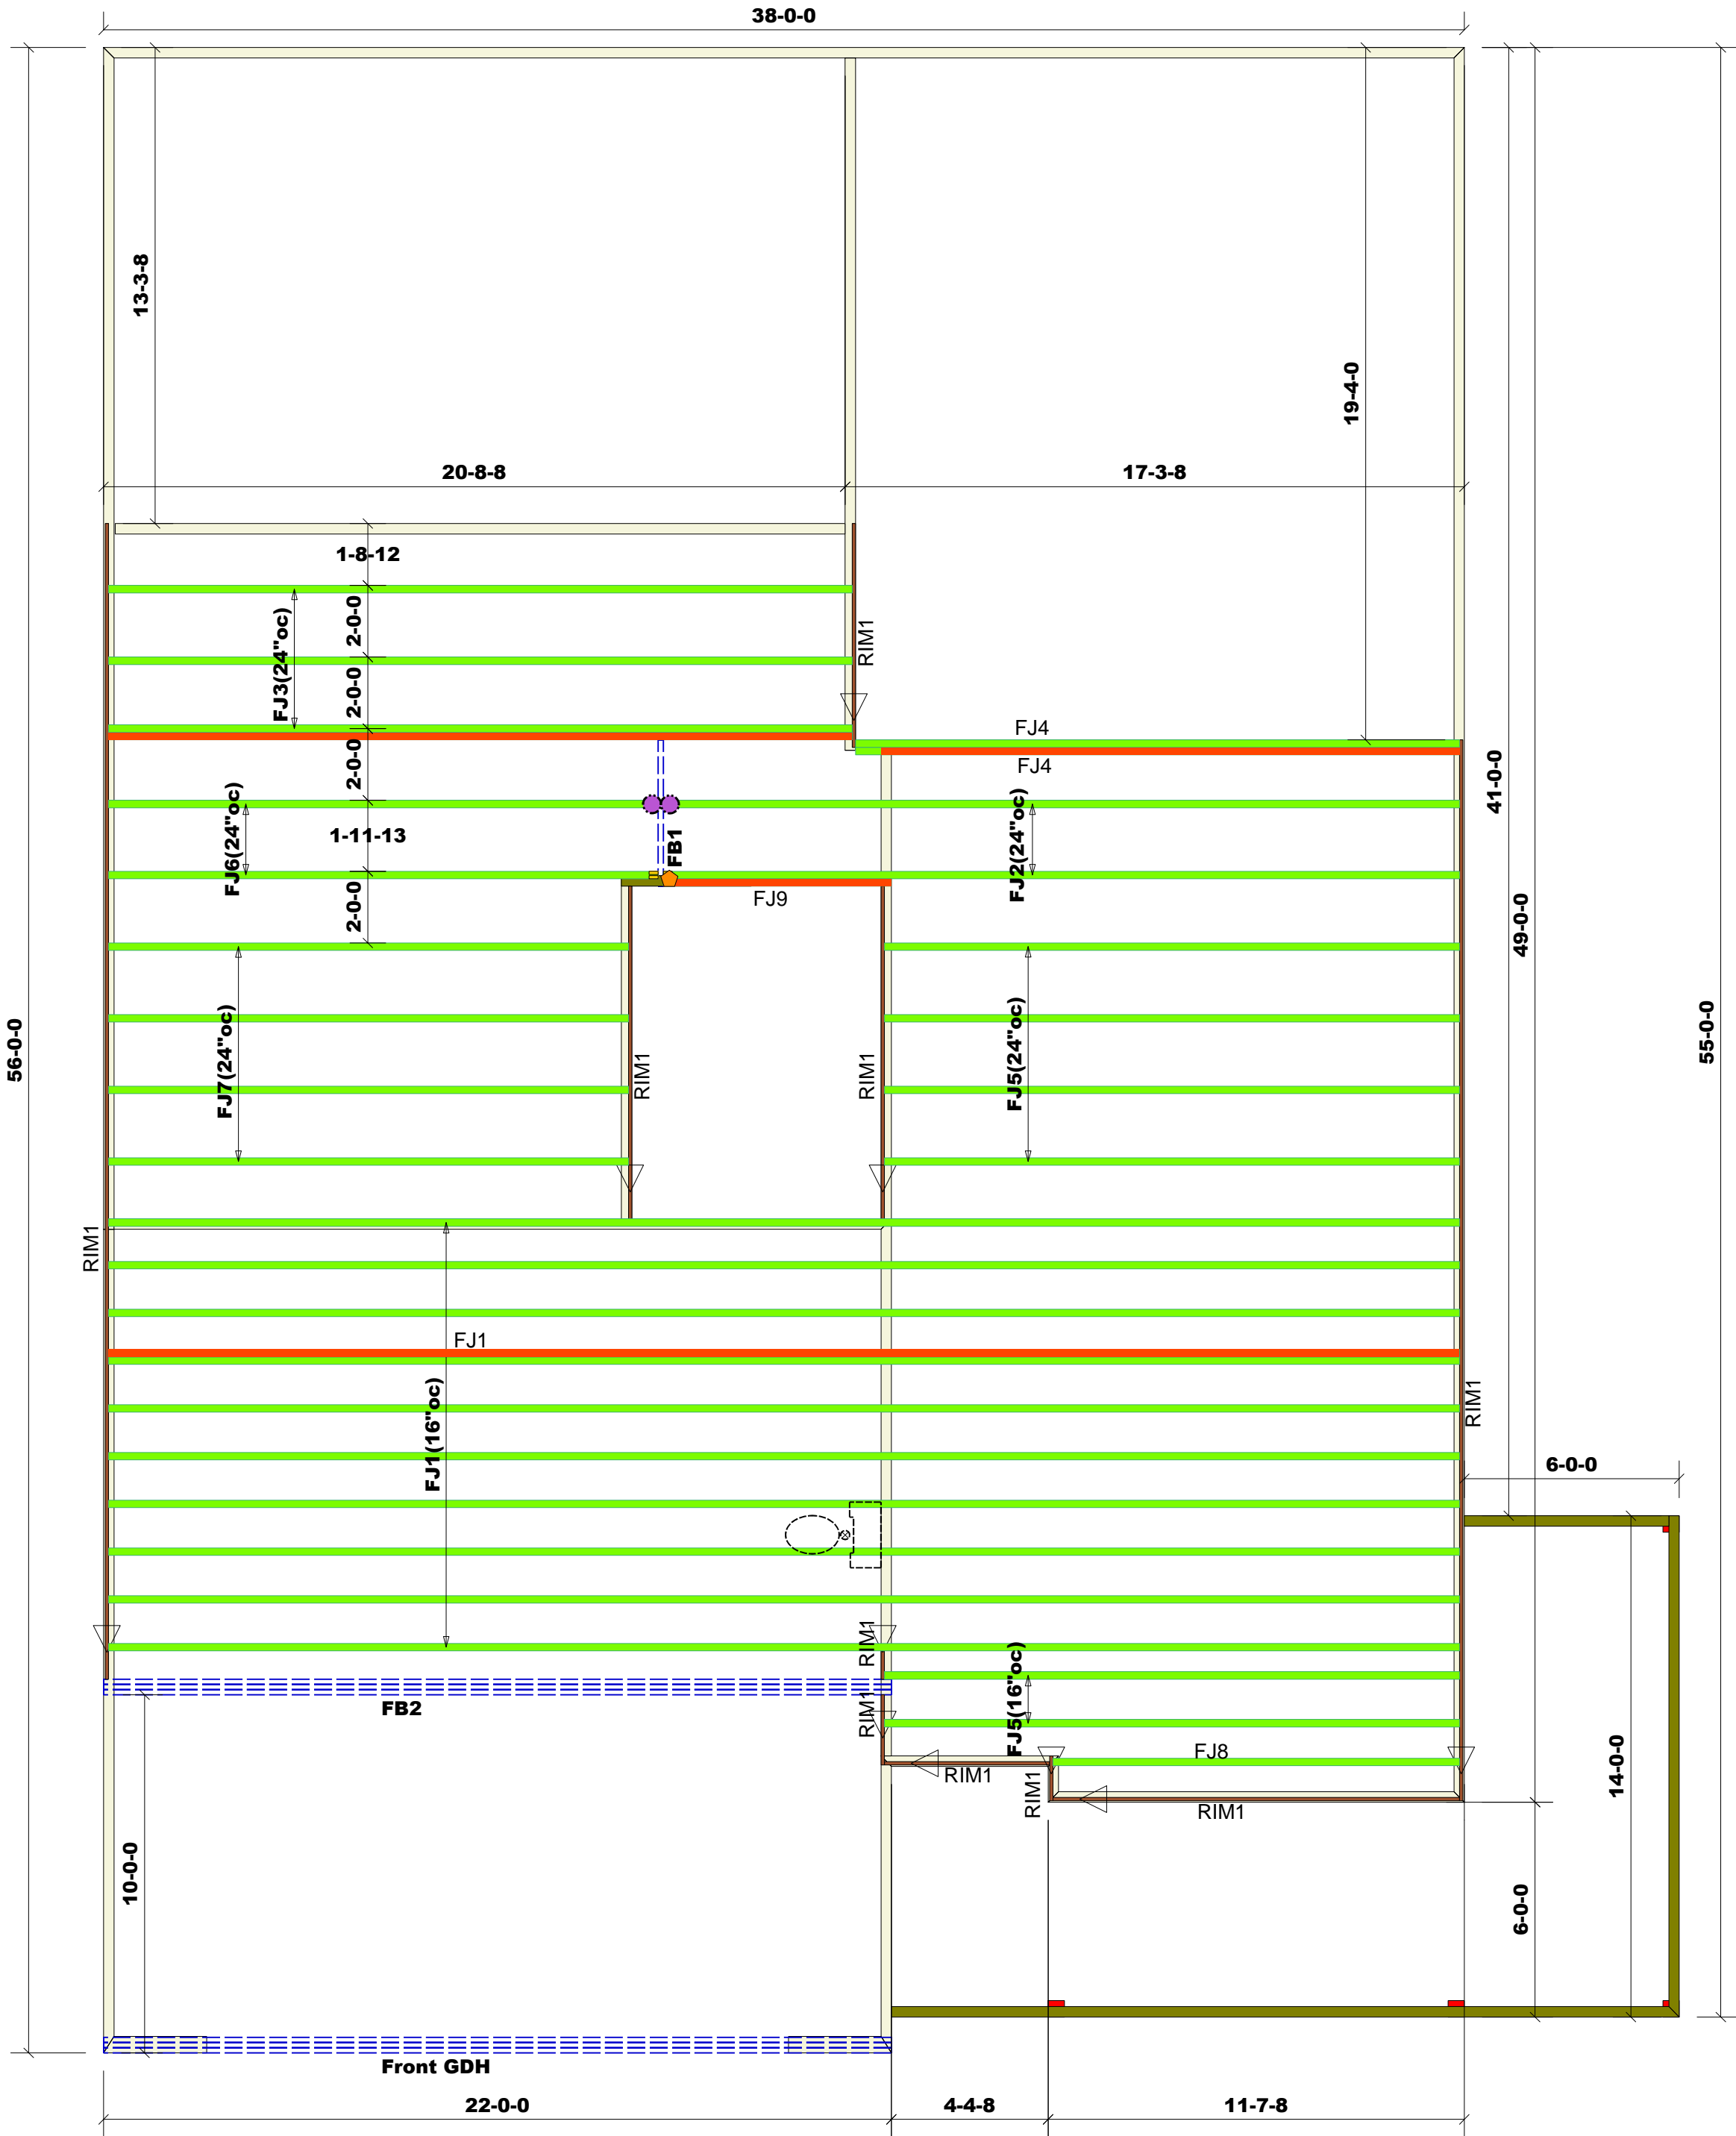 38-0-0
13-3-8
19-4-0
20-8-8
17-3-8
1-8-12
2-0-0
FJ3(24"oc)
RIM1
2-0-0
FJ4
FJ4
2-0-0
41-0-0
FJ6(24"oc)
1-11-13
FB1
FJ2(24"oc)
FJ9
2-0-0
49-0-0
56-0-0
55-0-0
FJ7(24"oc)
RIM1
RIM1
FJ5(24"oc)
RIM1
FJ1
FJ1(16"oc)
RIM1
6-0-0
RIM1
FJ5(16"oc)
FB2
RIM1
FJ8
RIM1
RIM1
RIM1
14-0-0
10-0-0
6-0-0
Front GDH
22-0-0
4-4-8
11-7-8